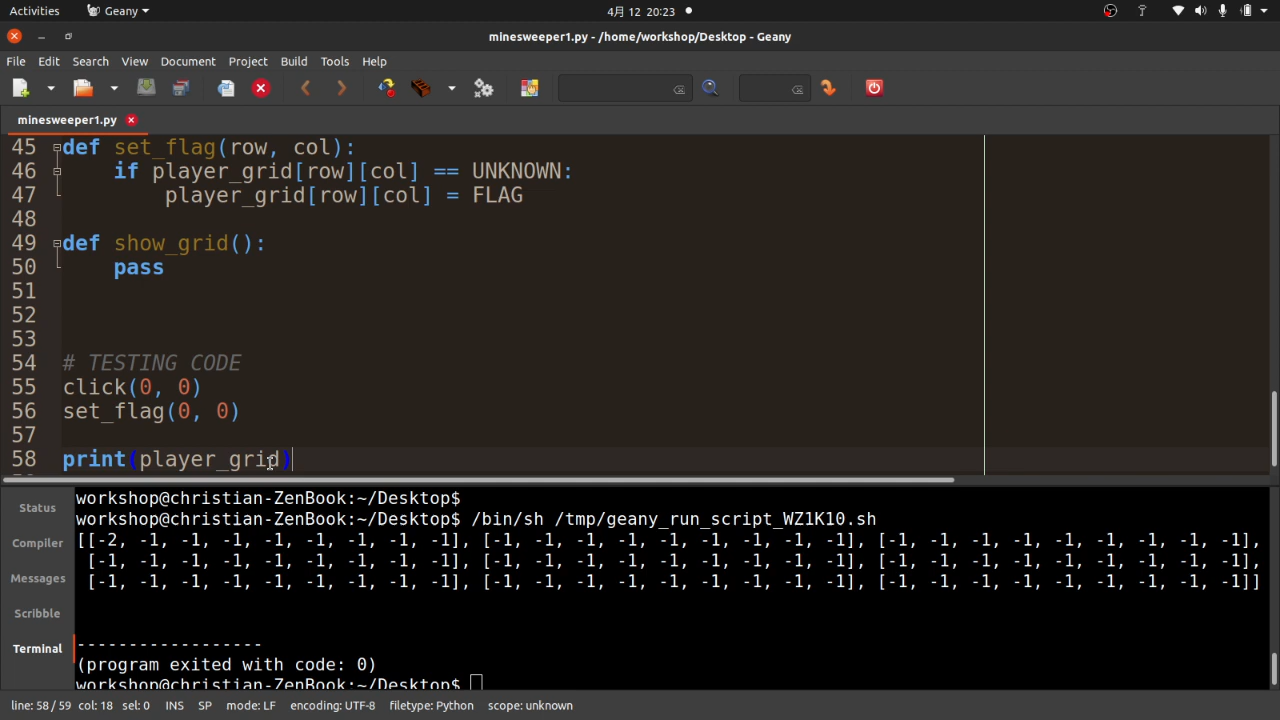 Activities
Geany
4月 12 20:23
minesweeper1.py - /home/workshop/Desktop - Geany
File Edit Search View Document Project Build Tools Help
minesweeper1.py
45 def set_flag(row, col):
46 if player_grid[row][col] == UNKNOWN:
47 player_grid[row][col] = FLAG
48
49 def show_grid():
50 pass
51
52
53
54 # TESTING CODE
55 click(0, 0)
56 set_flag(0, 0)
57
58 print(player_grid)
Status
Compiler
Messages
Scribble
Terminal
workshop@christian-ZenBook:~/Desktop$
workshop@christian-ZenBook:~/Desktop$ /bin/sh /tmp/geany_run_script_WZ1K10.sh
[[-2, -1, -1, -1, -1, -1, -1, -1, -1], [-1, -1, -1, -1, -1, -1, -1, -1, -1], [-1, -1, -1, -1, -1, -1, -1, -1, -1],
[-1, -1, -1, -1, -1, -1, -1, -1, -1], [-1, -1, -1, -1, -1, -1, -1, -1, -1], [-1, -1, -1, -1, -1, -1, -1, -1, -1],
[-1, -1, -1, -1, -1, -1, -1, -1, -1], [-1, -1, -1, -1, -1, -1, -1, -1, -1], [-1, -1, -1, -1, -1, -1, -1, -1, -1]]
------------------
(program exited with code: 0)
workshop@christian-ZenBook:~/Desktop$
line: 58 / 59 col: 18 sel: 0 INS SP mode: LF encoding: UTF-8 filetype: Python scope: unknown